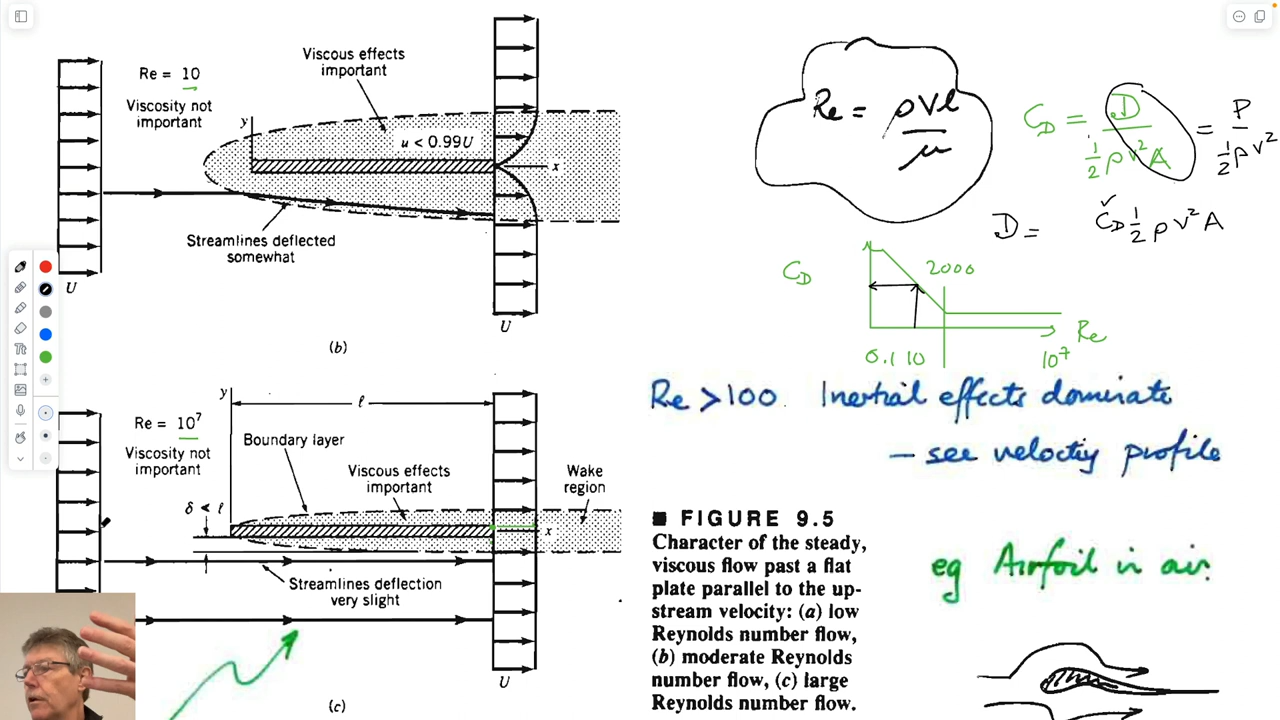 Viscous effects
important
Re = 10
Viscosity not
important
y
u < 0.99U
x
Streamlines deflected
somewhat
U
U
(b)
Re = ρVl / μ
C_D = D / ½ρV²A = P / ½ρV²
D = C_D ½ρV²A
C_D
2000
Re
0.1 10
10⁷
Re > 100. Inertial effects dominate
– see velocity profile
y
ℓ
Re = 10⁷
Viscosity not
important
Boundary layer
Viscous effects
important
Wake
region
δ < ℓ
x
Streamlines deflection
very slight
U
(c)
■ FIGURE 9.5
Character of the steady,
viscous flow past a flat
plate parallel to the up-
stream velocity: (a) low
Reynolds number flow,
(b) moderate Reynolds
number flow, (c) large
Reynolds number flow.
eg Airfoil in air.